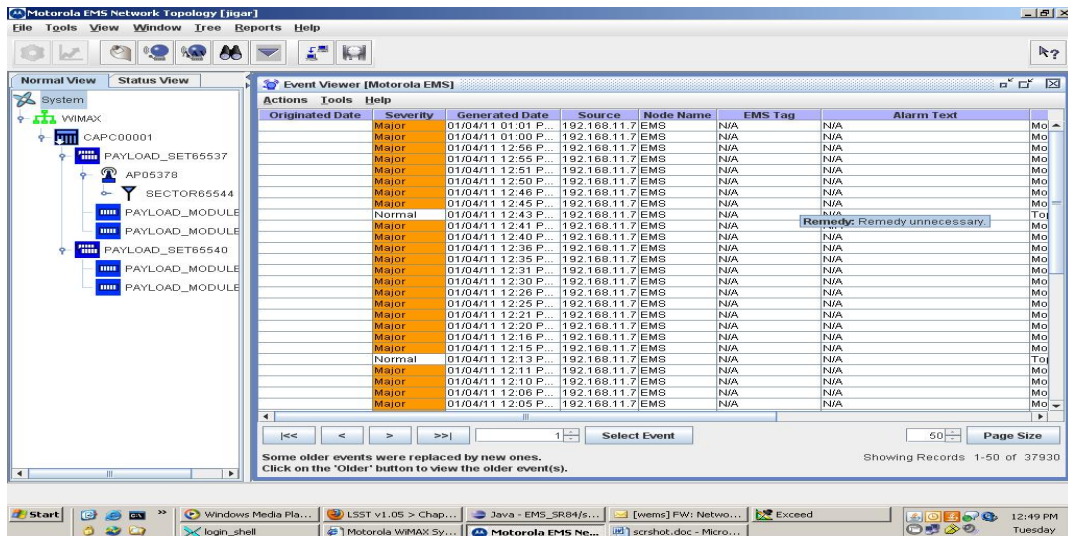 Motorola EMS Network Topology [jigar]
File Tools View Window Tree Reports Help
Normal View Status View
System
WIMAX
CAPC00001
PAYLOAD_SET65537
AP05378
SECTOR65544
PAYLOAD_MODULE
PAYLOAD_MODULE
PAYLOAD_SET65540
PAYLOAD_MODULE
PAYLOAD_MODULE
Event Viewer [Motorola EMS]
Actions Tools Help
Originated Date Severity Generated Date Source Node Name EMS Tag Alarm Text
Major 01/04/11 01:01 P... 192.168.11.7 EMS N/A N/A Mo
Major 01/04/11 01:00 P... 192.168.11.7 EMS N/A N/A Mo
Major 01/04/11 12:56 P... 192.168.11.7 EMS N/A N/A Mo
Major 01/04/11 12:55 P... 192.168.11.7 EMS N/A N/A Mo
Major 01/04/11 12:51 P... 192.168.11.7 EMS N/A N/A Mo
Major 01/04/11 12:50 P... 192.168.11.7 EMS N/A N/A Mo
Major 01/04/11 12:46 P... 192.168.11.7 EMS N/A N/A Mo
Major 01/04/11 12:45 P... 192.168.11.7 EMS N/A N/A Mo
Normal 01/04/11 12:43 P... 192.168.11.7 EMS N/A N/A To
Remedy: Remedy unnecessary.
Major 01/04/11 12:41 P... 192.168.11.7 EMS N/A Mo
Major 01/04/11 12:40 P... 192.168.11.7 EMS N/A N/A Mo
Major 01/04/11 12:36 P... 192.168.11.7 EMS N/A N/A Mo
Major 01/04/11 12:35 P... 192.168.11.7 EMS N/A N/A Mo
Major 01/04/11 12:31 P... 192.168.11.7 EMS N/A N/A Mo
Major 01/04/11 12:30 P... 192.168.11.7 EMS N/A N/A Mo
Major 01/04/11 12:26 P... 192.168.11.7 EMS N/A N/A Mo
Major 01/04/11 12:25 P... 192.168.11.7 EMS N/A N/A Mo
Major 01/04/11 12:21 P... 192.168.11.7 EMS N/A N/A Mo
Major 01/04/11 12:20 P... 192.168.11.7 EMS N/A N/A Mo
Major 01/04/11 12:16 P... 192.168.11.7 EMS N/A N/A Mo
Major 01/04/11 12:15 P... 192.168.11.7 EMS N/A N/A Mo
Normal 01/04/11 12:13 P... 192.168.11.7 EMS N/A N/A To
Major 01/04/11 12:11 P... 192.168.11.7 EMS N/A N/A Mo
Major 01/04/11 12:10 P... 192.168.11.7 EMS N/A N/A Mo
Major 01/04/11 12:06 P... 192.168.11.7 EMS N/A N/A Mo
Major 01/04/11 12:05 P... 192.168.11.7 EMS N/A N/A Mo
|<< < > >>| 1 Select Event 50 Page Size
Some older events were replaced by new ones. Showing Records 1-50 of 37930
Click on the 'Older' button to view the older event(s).
Start Windows Media Pla... LSST v1.05 > Chap... Java - EMS_SR84/s... [wems] FW: Netwo... Exceed 12:49 PM
login_shell Motorola WiMAX Sy... Motorola EMS Ne... scrshot.doc - Micro... Tuesday